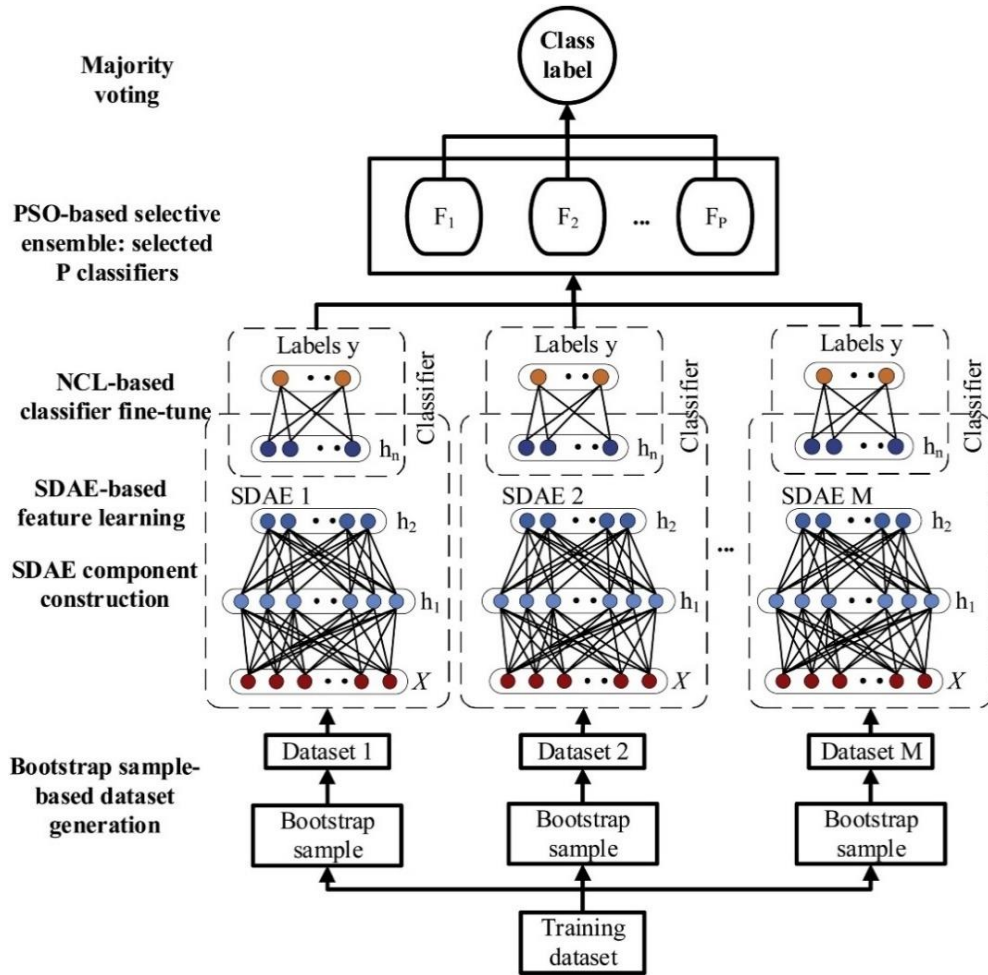 Class
label
Majority
voting
F1
F2
...
FP
PSO-based selective
ensemble: selected
P classifiers
Labels y
Classifier
Labels y
Classifier
Labels y
Classifier
NCL-based
classifier fine-tune
hn
hn
hn
SDAE-based
feature learning
SDAE 1
SDAE 2
SDAE M
h2
h2
h2
...
SDAE component
construction
h1
h1
h1
X
X
X
Dataset 1
Dataset 2
Dataset M
Bootstrap sample-
based dataset
generation
Bootstrap
sample
Bootstrap
sample
Bootstrap
sample
Training
dataset